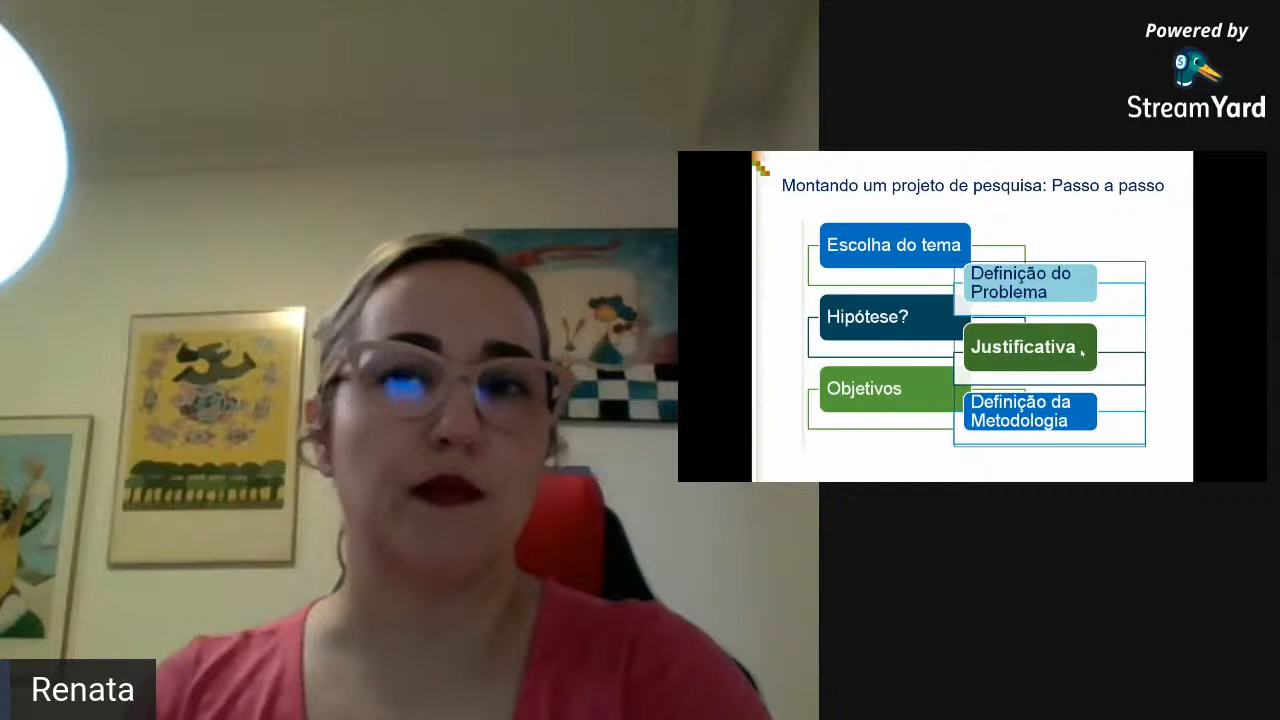 Powered by
StreamYard
Montando um projeto de pesquisa: Passo a passo
Escolha do tema
Definição do
Problema
Hipótese?
Justificativa
Objetivos
Definição da
Metodologia
Renata